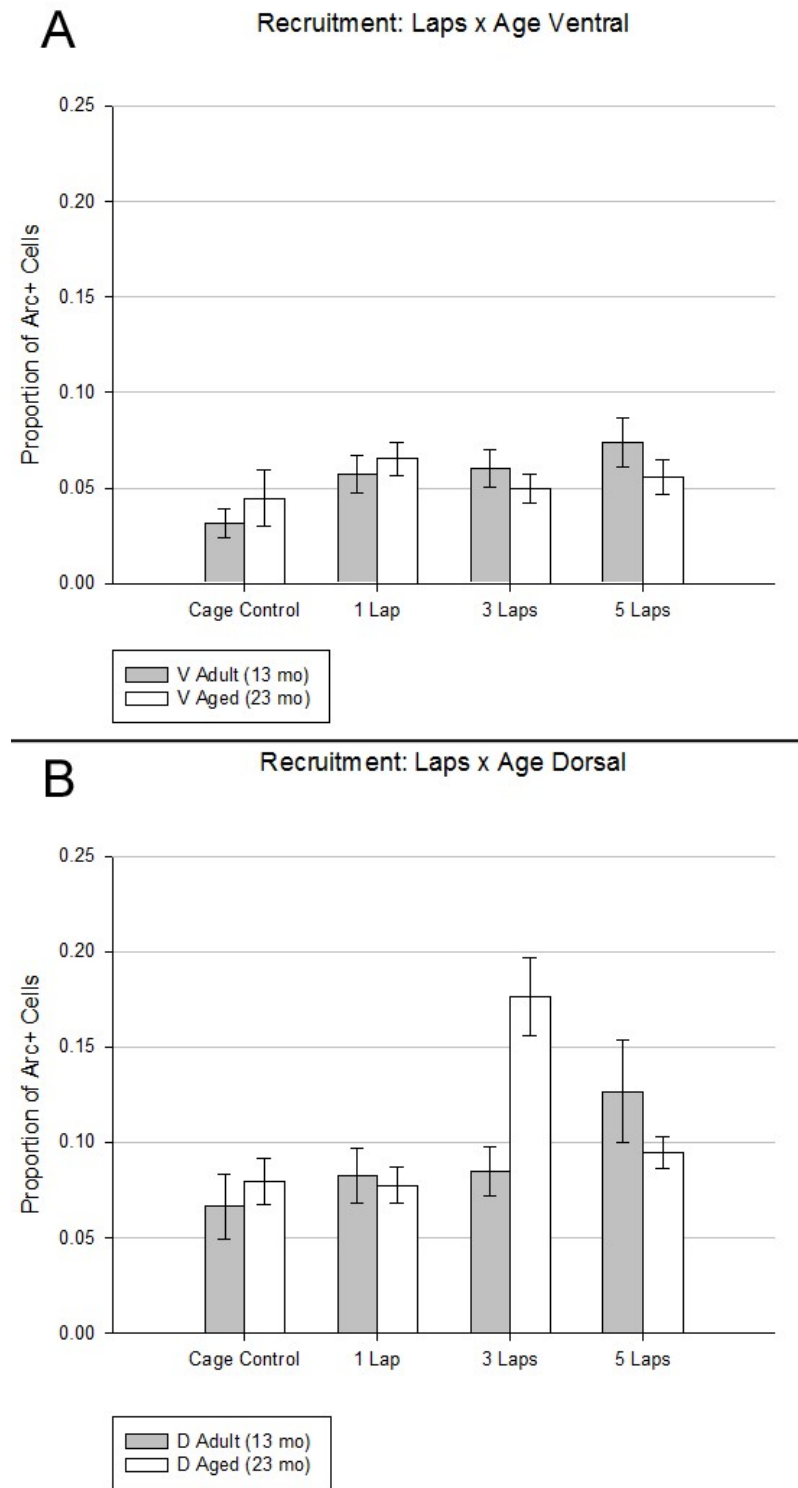 A
Recruitment: Laps x Age Ventral
Proportion of Arc+ Cells
0.25
0.20
0.15
0.10
0.05
0.00
Cage Control 1 Lap 3 Laps 5 Laps
V Adult (13 mo)
V Aged (23 mo)
B
Recruitment: Laps x Age Dorsal
Proportion of Arc+ Cells
0.25
0.20
0.15
0.10
0.05
0.00
Cage Control 1 Lap 3 Laps 5 Laps
D Adult (13 mo)
D Aged (23 mo)